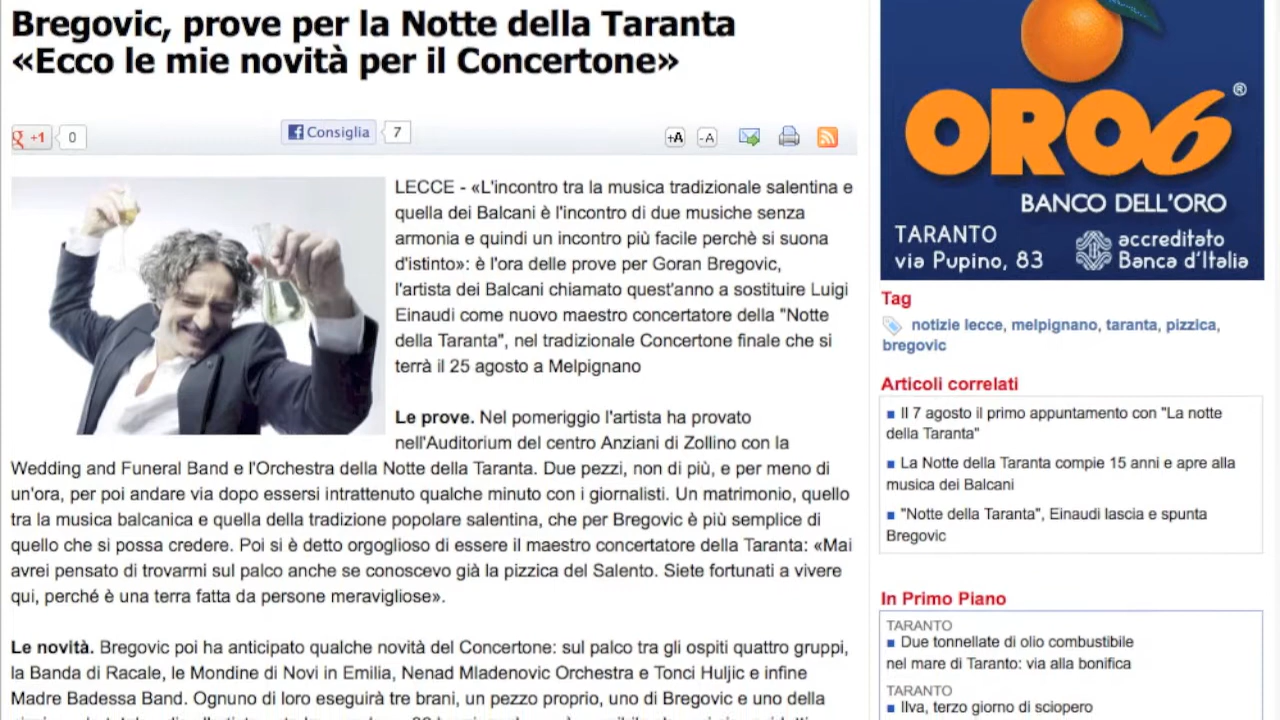 Bregovic, prove per la Notte della Taranta
«Ecco le mie novità per il Concertone»
+1
0
Consiglia
7
+A
-A
LECCE - «L'incontro tra la musica tradizionale salentina e
quella dei Balcani è l'incontro di due musiche senza
armonia e quindi un incontro più facile perchè si suona
d'istinto»: è l'ora delle prove per Goran Bregovic,
l'artista dei Balcani chiamato quest'anno a sostituire Luigi
Einaudi come nuovo maestro concertatore della "Notte
della Taranta", nel tradizionale Concertone finale che si
terrà il 25 agosto a Melpignano
Le prove. Nel pomeriggio l'artista ha provato
nell'Auditorium del centro Anziani di Zollino con la
Wedding and Funeral Band e l'Orchestra della Notte della Taranta. Due pezzi, non di più, e per meno di
un'ora, per poi andare via dopo essersi intrattenuto qualche minuto con i giornalisti. Un matrimonio, quello
tra la musica balcanica e quella della tradizione popolare salentina, che per Bregovic è più semplice di
quello che si possa credere. Poi si è detto orgoglioso di essere il maestro concertatore della Taranta: «Mai
avrei pensato di trovarmi sul palco anche se conoscevo già la pizzica del Salento. Siete fortunati a vivere
qui, perché è una terra fatta da persone meravigliose».
Le novità. Bregovic poi ha anticipato qualche novità del Concertone: sul palco tra gli ospiti quattro gruppi,
la Banda di Racale, le Mondine di Novi in Emilia, Nenad Mladenovic Orchestra e Tonci Huljic e infine
Madre Badessa Band. Ognuno di loro eseguirà tre brani, un pezzo proprio, uno di Bregovic e uno della
ORO6®
BANCO DELL'ORO
TARANTO
via Pupino, 83
accreditato
Banca d'Italia
Tag
notizie lecce, melpignano, taranta, pizzica,
bregovic
Articoli correlati
Il 7 agosto il primo appuntamento con "La notte
della Taranta"
La Notte della Taranta compie 15 anni e apre alla
musica dei Balcani
"Notte della Taranta", Einaudi lascia e spunta
Bregovic
In Primo Piano
TARANTO
Due tonnellate di olio combustibile
nel mare di Taranto: via alla bonifica
TARANTO
Ilva, terzo giorno di sciopero